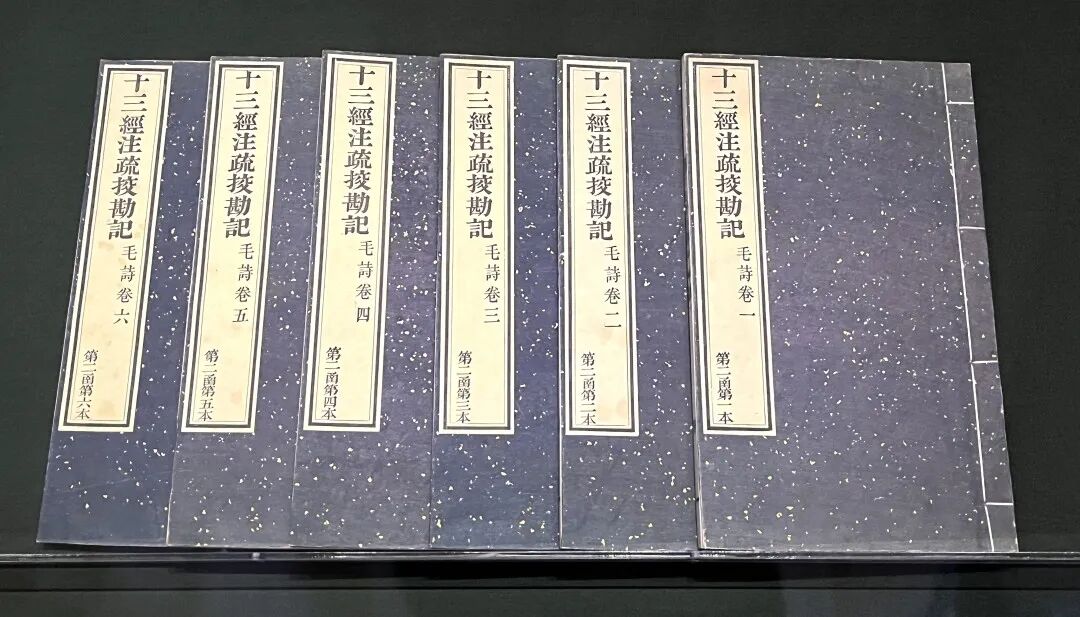 十三經注疏挍勘記
毛詩卷一
第二函第一本
十三經注疏挍勘記
毛詩卷二
第二函第二本
十三經注疏挍勘記
毛詩卷三
第二函第三本
十三經注疏挍勘記
毛詩卷四
第二函第四本
十三經注疏挍勘記
毛詩卷五
第二函第五本
十三經注疏挍勘記
毛詩卷六
第二函第六本